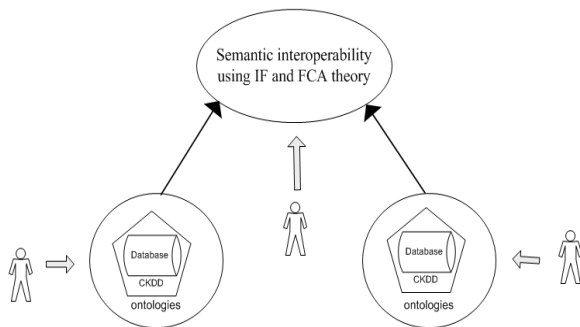 Semantic interoperability
using IF and FCA theory
Database
CKDD
ontologies
Database
CKDD
ontologies